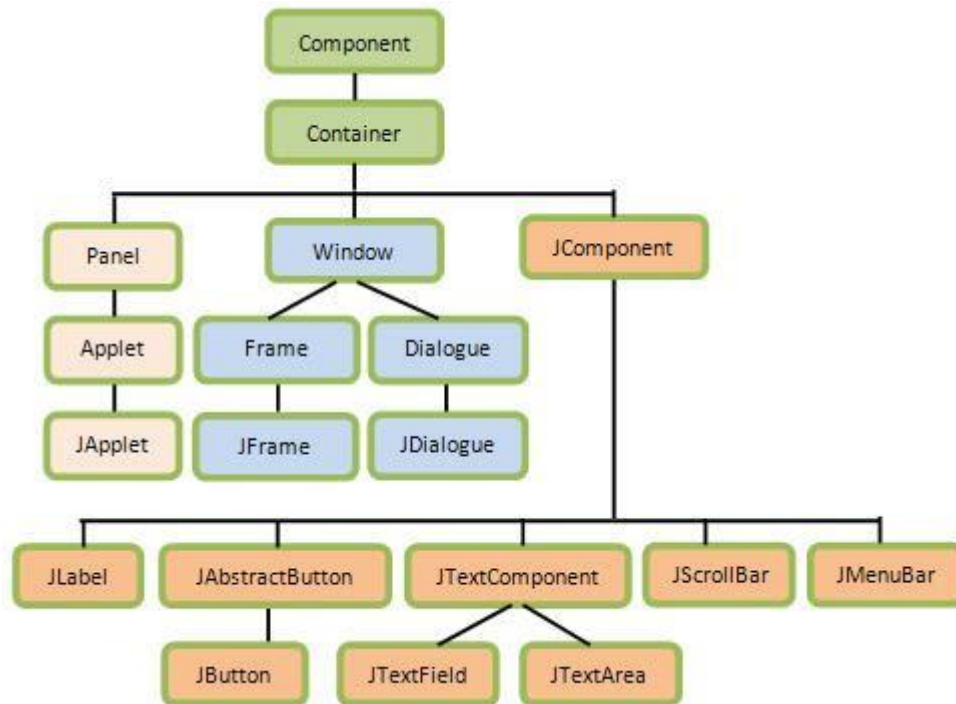 Component
Container
Panel
Window
JComponent
Applet
Frame
Dialogue
JApplet
JFrame
JDialogue
JLabel
JAbstractButton
JTextComponent
JScrollBar
JMenuBar
JButton
JTextField
JTextArea